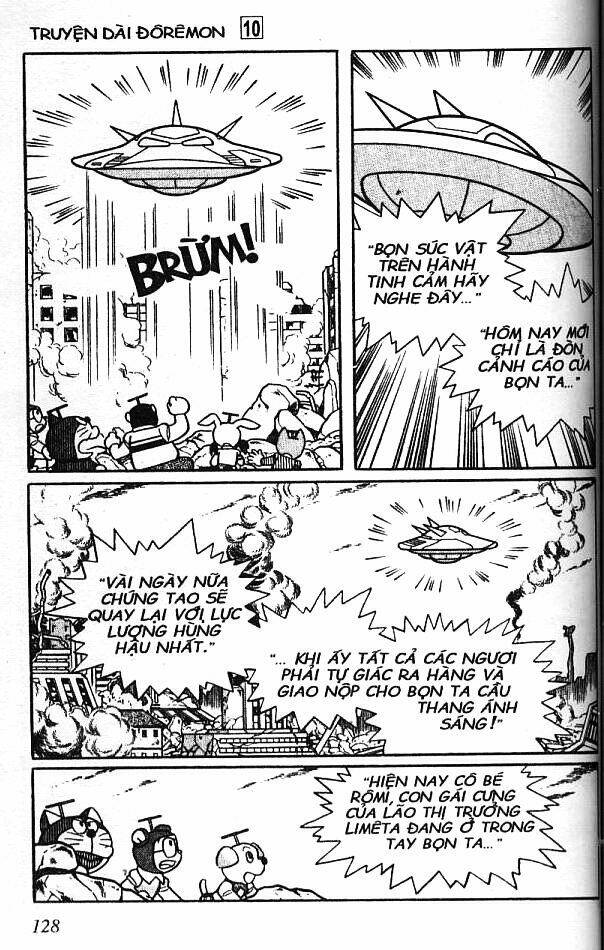 TRUYỆN DÀI ĐÔRÊMON 10
BRỪM!
"BỌN SÚC VẬT
TRÊN HÀNH
TINH CẢM HÃY
NGHE ĐÂY..."
"HÔM NAY MỚI
CHỈ LÀ ĐÒN
CẢNH CÁO CỦA
BỌN TA..."
"VÀI NGÀY NỮA
CHÚNG TAO SẼ
QUAY LẠI VỚI LỰC
LƯỢNG HÙNG
HẬU NHẤT."
"... KHI ẤY TẤT CẢ CÁC NGƯƠI
PHẢI TỰ GIÁC RA HÀNG VÀ
GIAO NỘP CHO BỌN TA CẦU
THANG ÁNH
SÁNG!"
"HIỆN NAY CÔ BÉ
RÔMI, CON GÁI CƯNG
CỦA LÃO THỊ TRƯỞNG
LIMÊTA ĐANG Ở TRONG
TAY BỌN TA..."
128